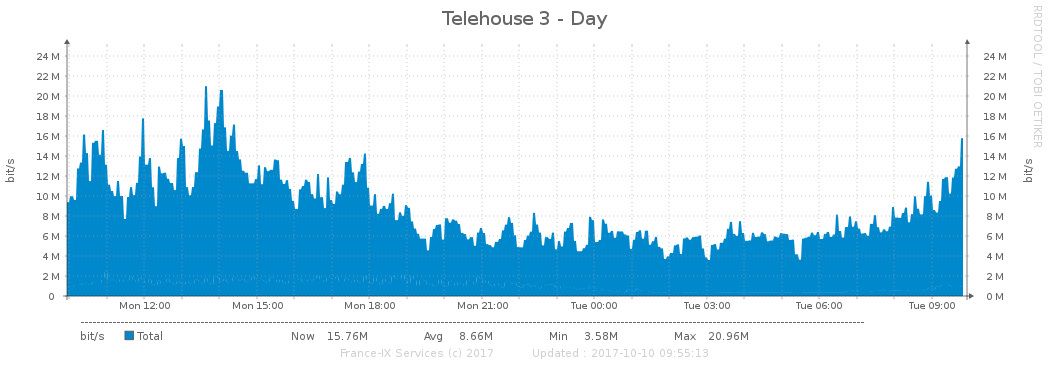 Telehouse 3 - Day
RRDTOOL / TOBI OETIKER
bit/s
24 M 24 M
22 M 22 M
20 M 20 M
18 M 18 M
16 M 16 M
14 M 14 M
12 M 12 M
10 M 10 M
8 M 8 M
6 M 6 M
4 M 4 M
2 M 2 M
0 0 M
bit/s
Mon 12:00 Mon 15:00 Mon 18:00 Mon 21:00 Tue 00:00 Tue 03:00 Tue 06:00 Tue 09:00
bit/s Total Now 15.76M Avg 8.66M Min 3.58M Max 20.96M
France-IX Services (c) 2017 Updated : 2017-10-10 09:55:13